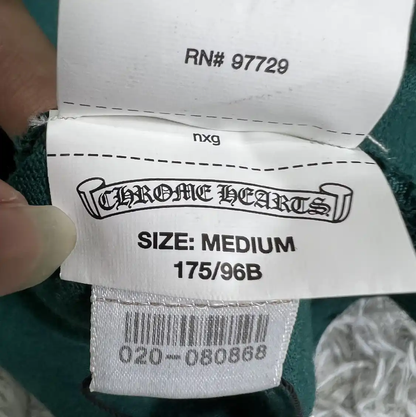 RN# 97729
nxg
CHROME HEARTS
SIZE: MEDIUM
175/96B
020-080868